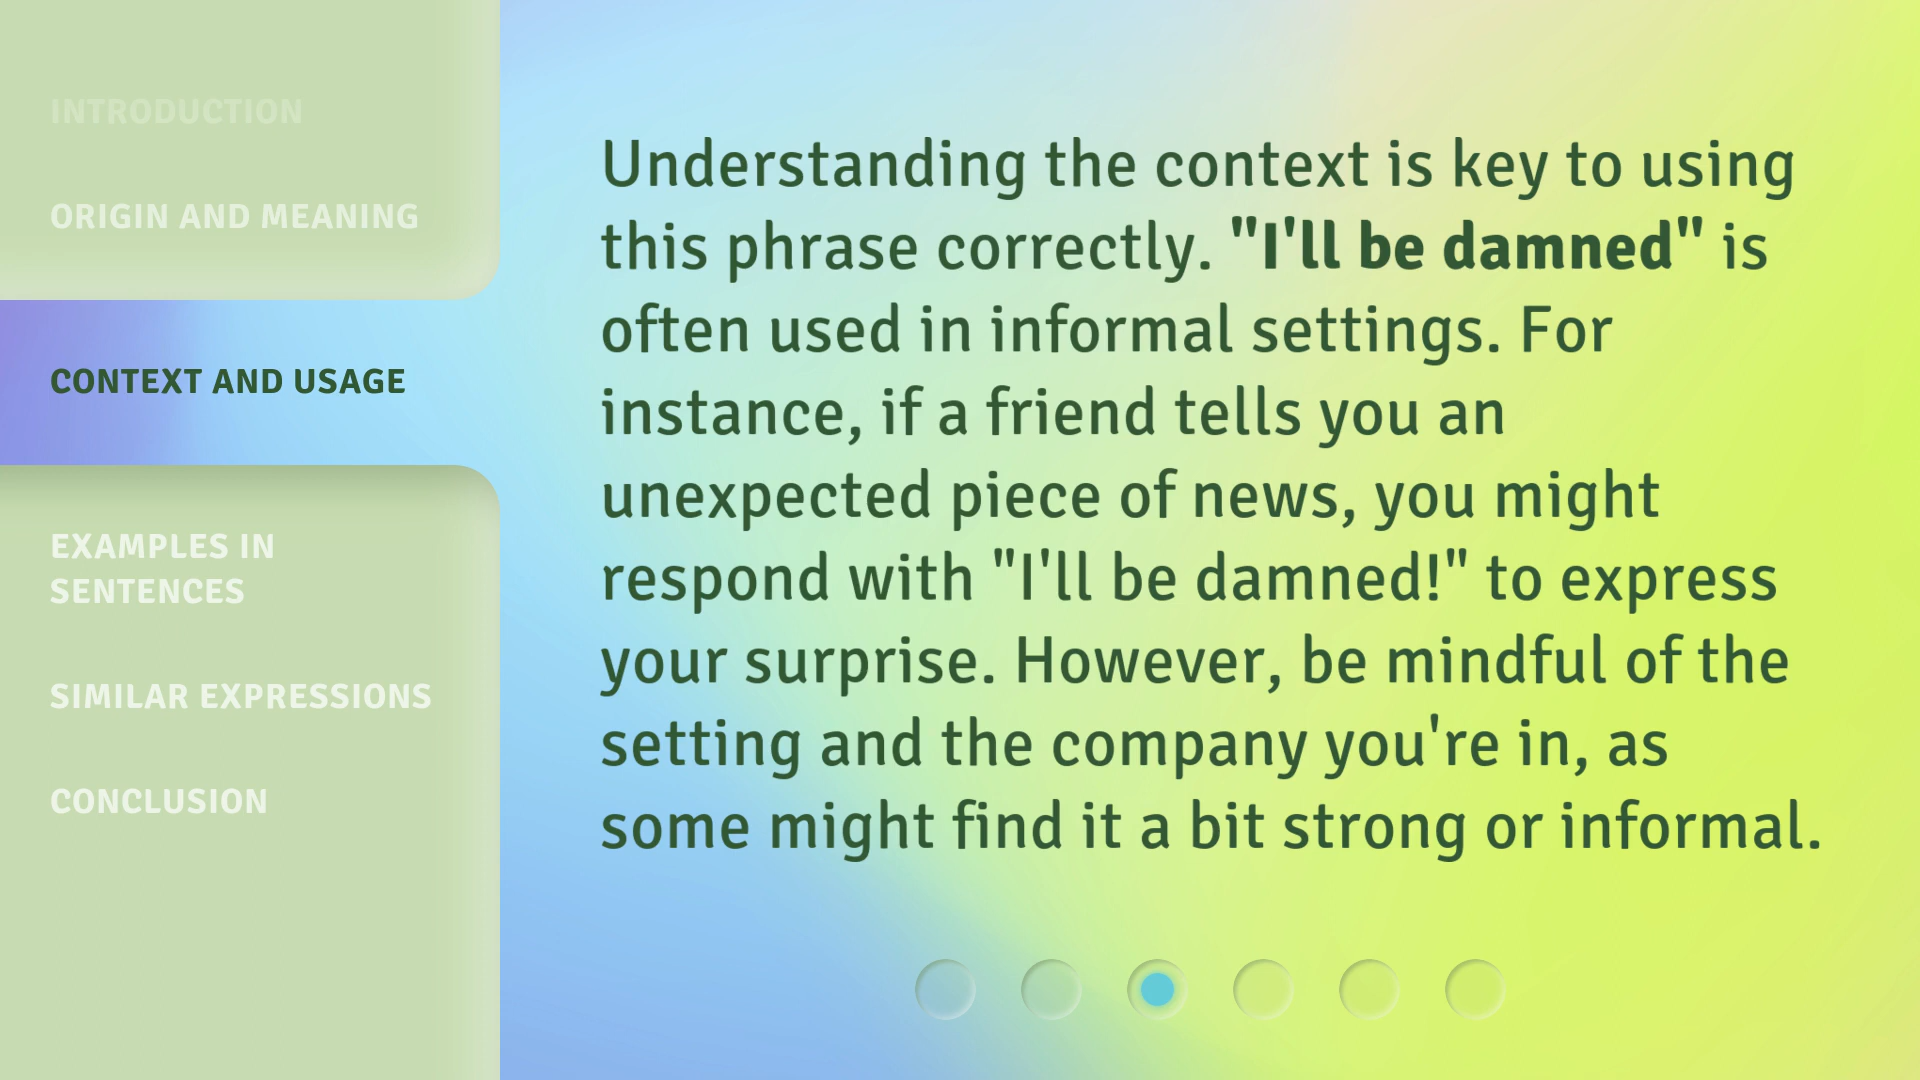 INTRODUCTION
ORIGIN AND MEANING
CONTEXT AND USAGE
EXAMPLES IN
SENTENCES
SIMILAR EXPRESSIONS
CONCLUSION
Understanding the context is key to using
this phrase correctly. "I'll be damned" is
often used in informal settings. For
instance, if a friend tells you an
unexpected piece of news, you might
respond with "I'll be damned!" to express
your surprise. However, be mindful of the
setting and the company you're in, as
some might find it a bit strong or informal.